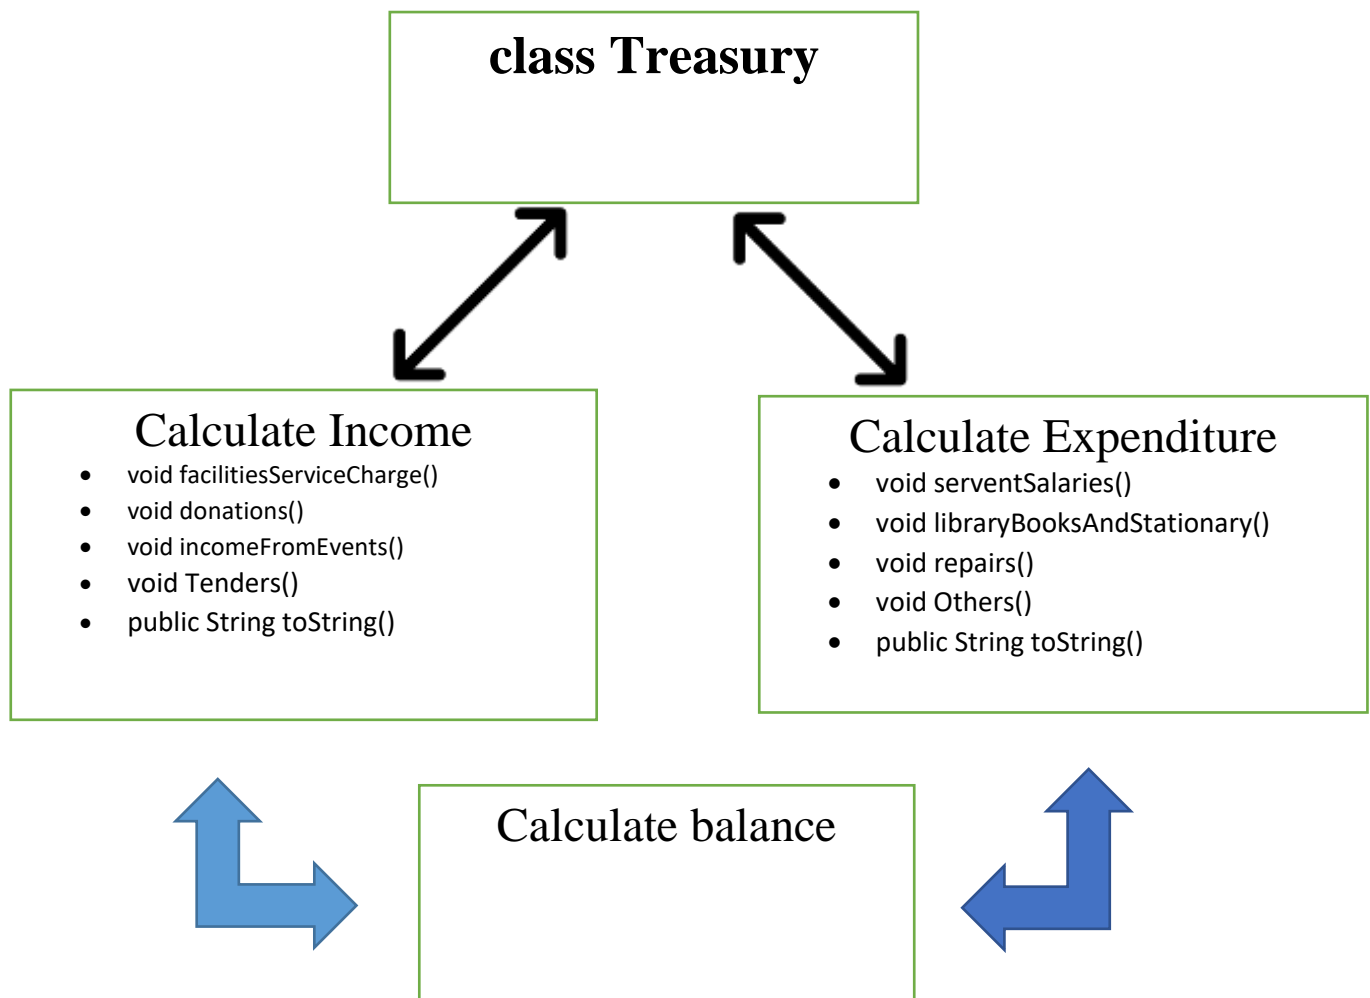 class Treasury
Calculate Income
• void facilitiesServiceCharge()
• void donations()
• void incomeFromEvents()
• void Tenders()
• public String toString()
Calculate Expenditure
• void serventSalaries()
• void libraryBooksAndStationary()
• void repairs()
• void Others()
• public String toString()
Calculate balance